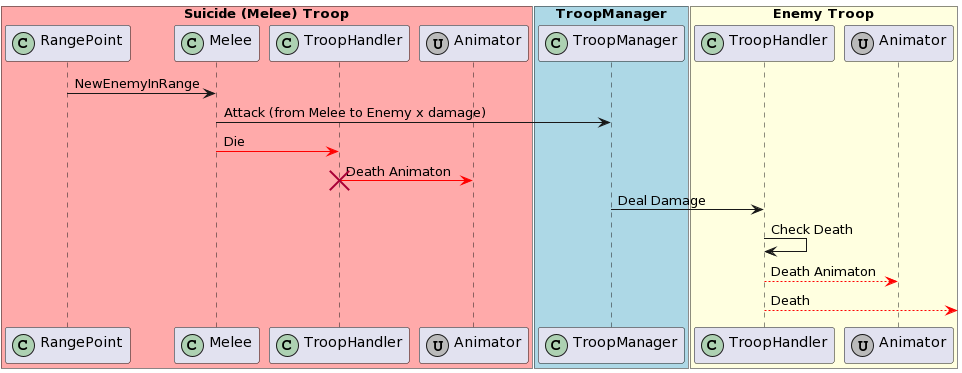 Suicide (Melee) Troop
TroopManager
Enemy Troop
C RangePoint
C Melee
C TroopHandler
U Animator
C TroopManager
C TroopHandler
U Animator
NewEnemyInRange
Attack (from Melee to Enemy x damage)
Die
Death Animaton
Deal Damage
Check Death
Death Animaton
Death
C RangePoint
C Melee
C TroopHandler
U Animator
C TroopManager
C TroopHandler
U Animator